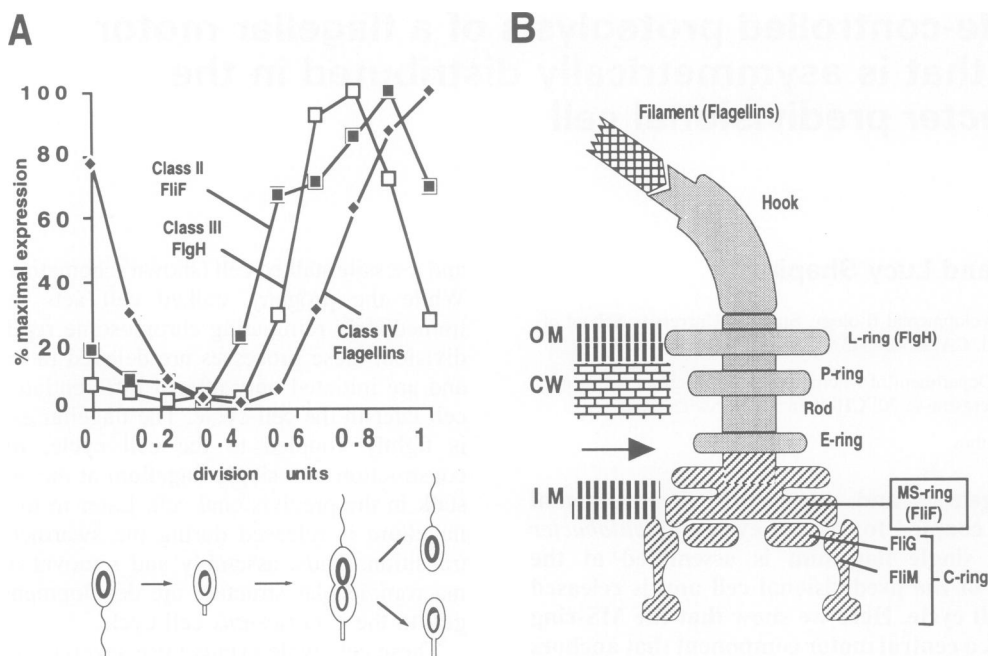 A
% maximal expression
100
80
60
40
20
0
Class II
FliF
Class III
FlgH
Class IV
Flagellins
0 0.2 0.4 0.6 0.8
division units
B
Filament (Flagellins)
Hook
OM
L-ring (FlgH)
CW
P-ring
Rod
E-ring
IM
MS-ring
(FliF)
FliG
FliM
C-ring